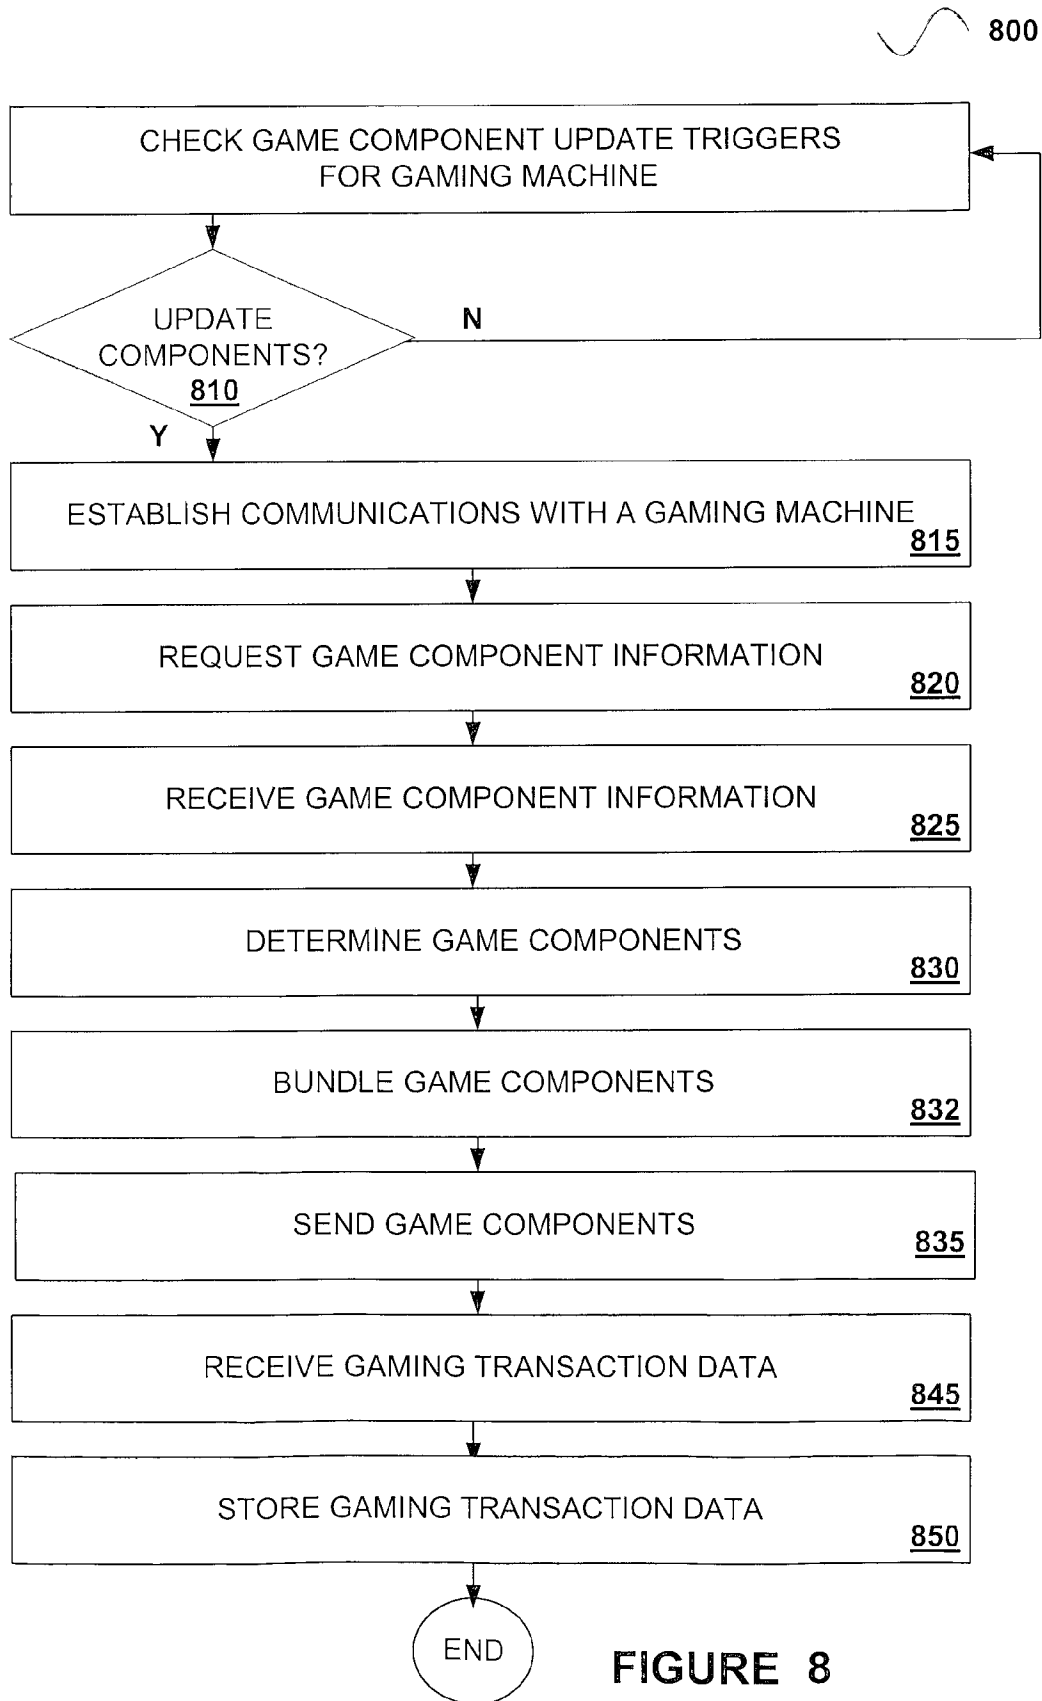 800
CHECK GAME COMPONENT UPDATE TRIGGERS
FOR GAMING MACHINE
UPDATE
COMPONENTS?
810
N
Y
ESTABLISH COMMUNICATIONS WITH A GAMING MACHINE
815
REQUEST GAME COMPONENT INFORMATION
820
RECEIVE GAME COMPONENT INFORMATION
825
DETERMINE GAME COMPONENTS
830
BUNDLE GAME COMPONENTS
832
SEND GAME COMPONENTS
835
RECEIVE GAMING TRANSACTION DATA
845
STORE GAMING TRANSACTION DATA
850
END
FIGURE 8